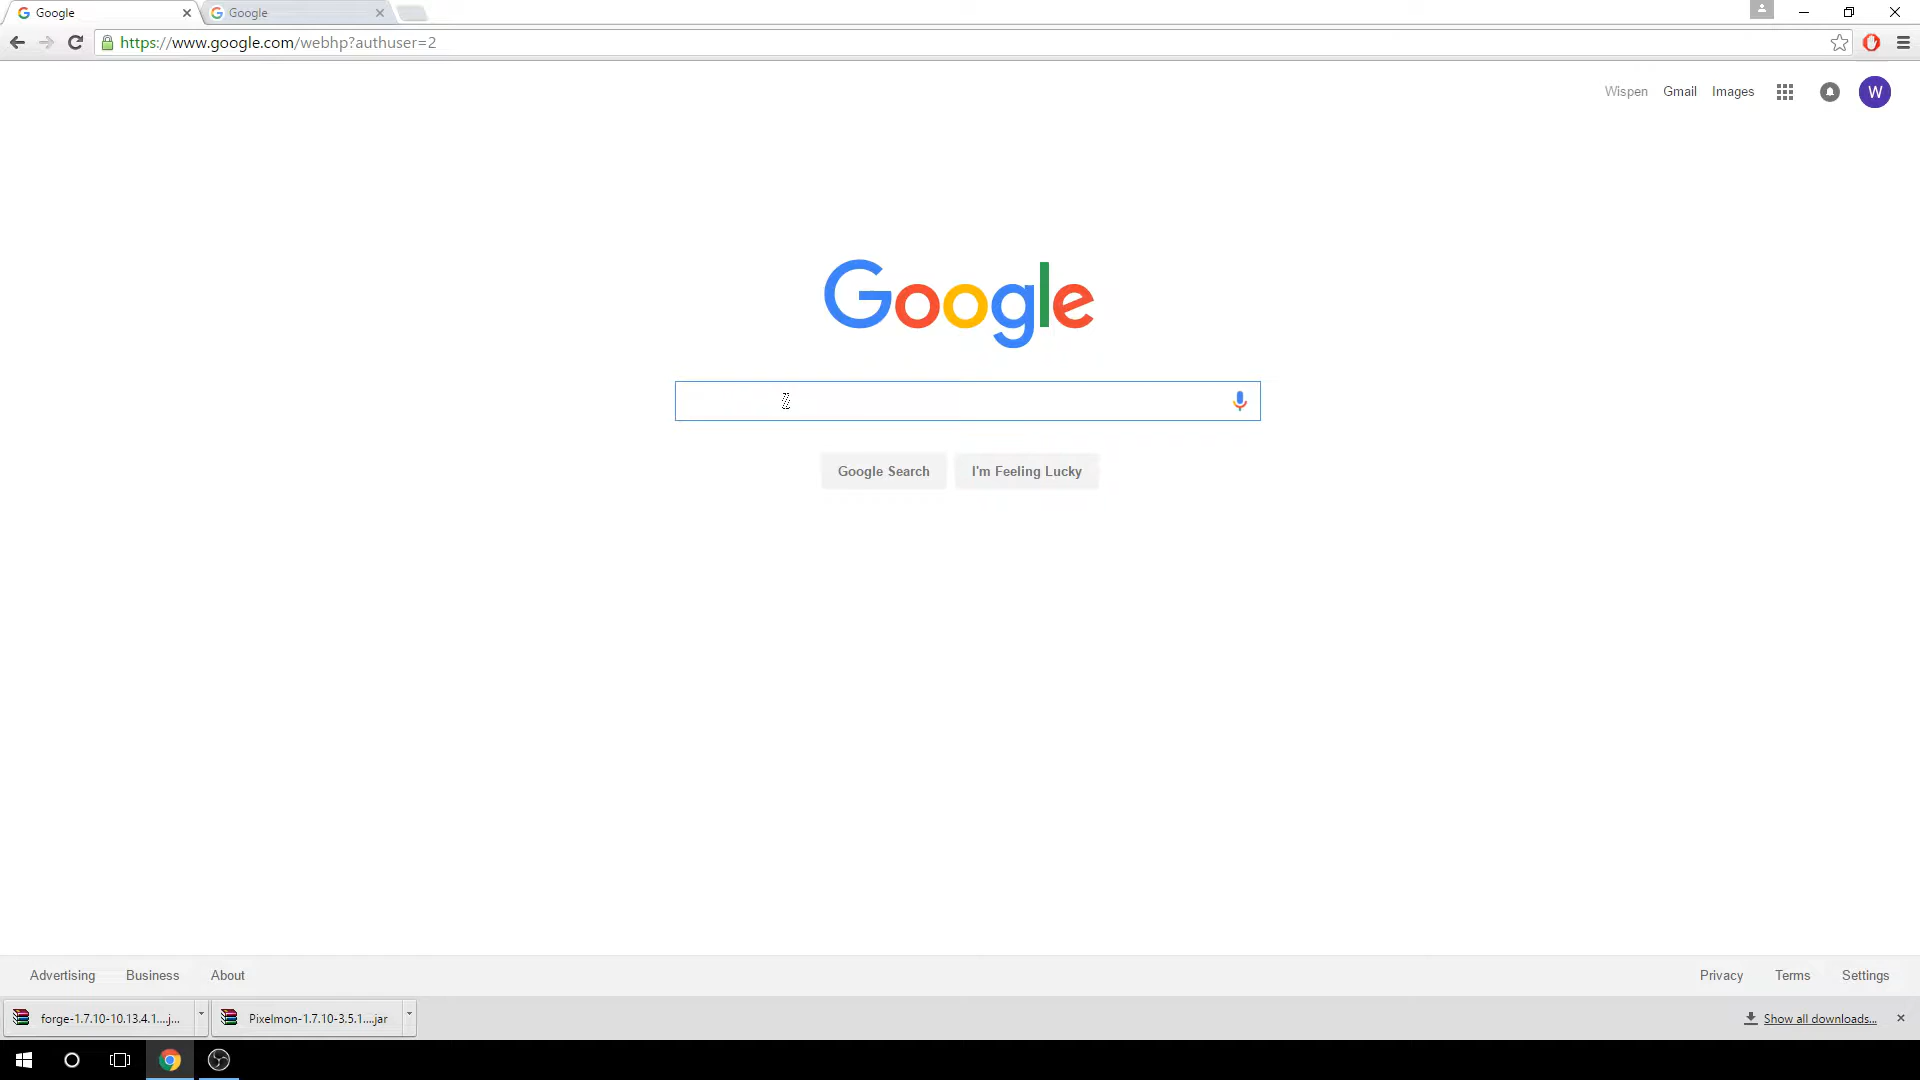 Google
Google
https://www.google.com/webhp?authuser=2
Wispen Gmail Images W
Google
Google Search I'm Feeling Lucky
Advertising Business About Privacy Terms Settings
forge-1.7.10-10.13.4.1....j... Pixelmon-1.7.10-3.5.1....jar Show all downloads...